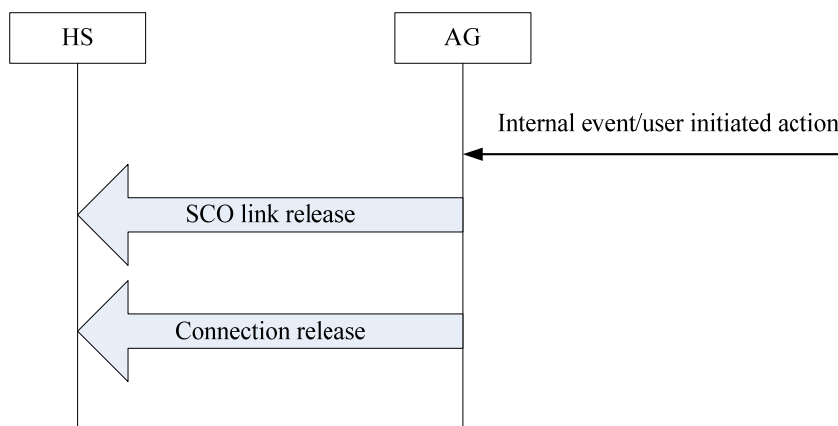 HS
AG
Internal event/user initiated action
SCO link release
Connection release